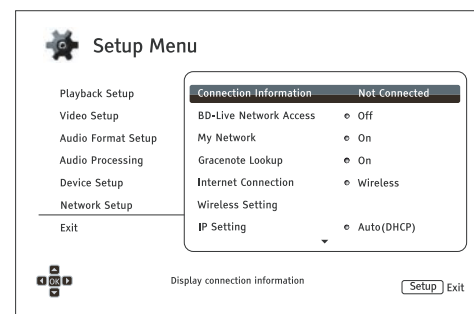 Setup Menu
Playback Setup
Video Setup
Audio Format Setup
Audio Processing
Device Setup
Network Setup
Exit
Connection Information Not Connected
BD-Live Network Access Off
My Network On
Gracenote Lookup On
Internet Connection Wireless
Wireless Setting
IP Setting Auto(DHCP)
OK
Display connection information
Setup Exit